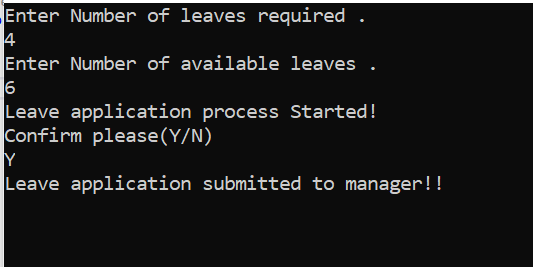 Enter Number of leaves required .
4
Enter Number of available leaves .
6
Leave application process Started!
Confirm please(Y/N)
Y
Leave application submitted to manager!!